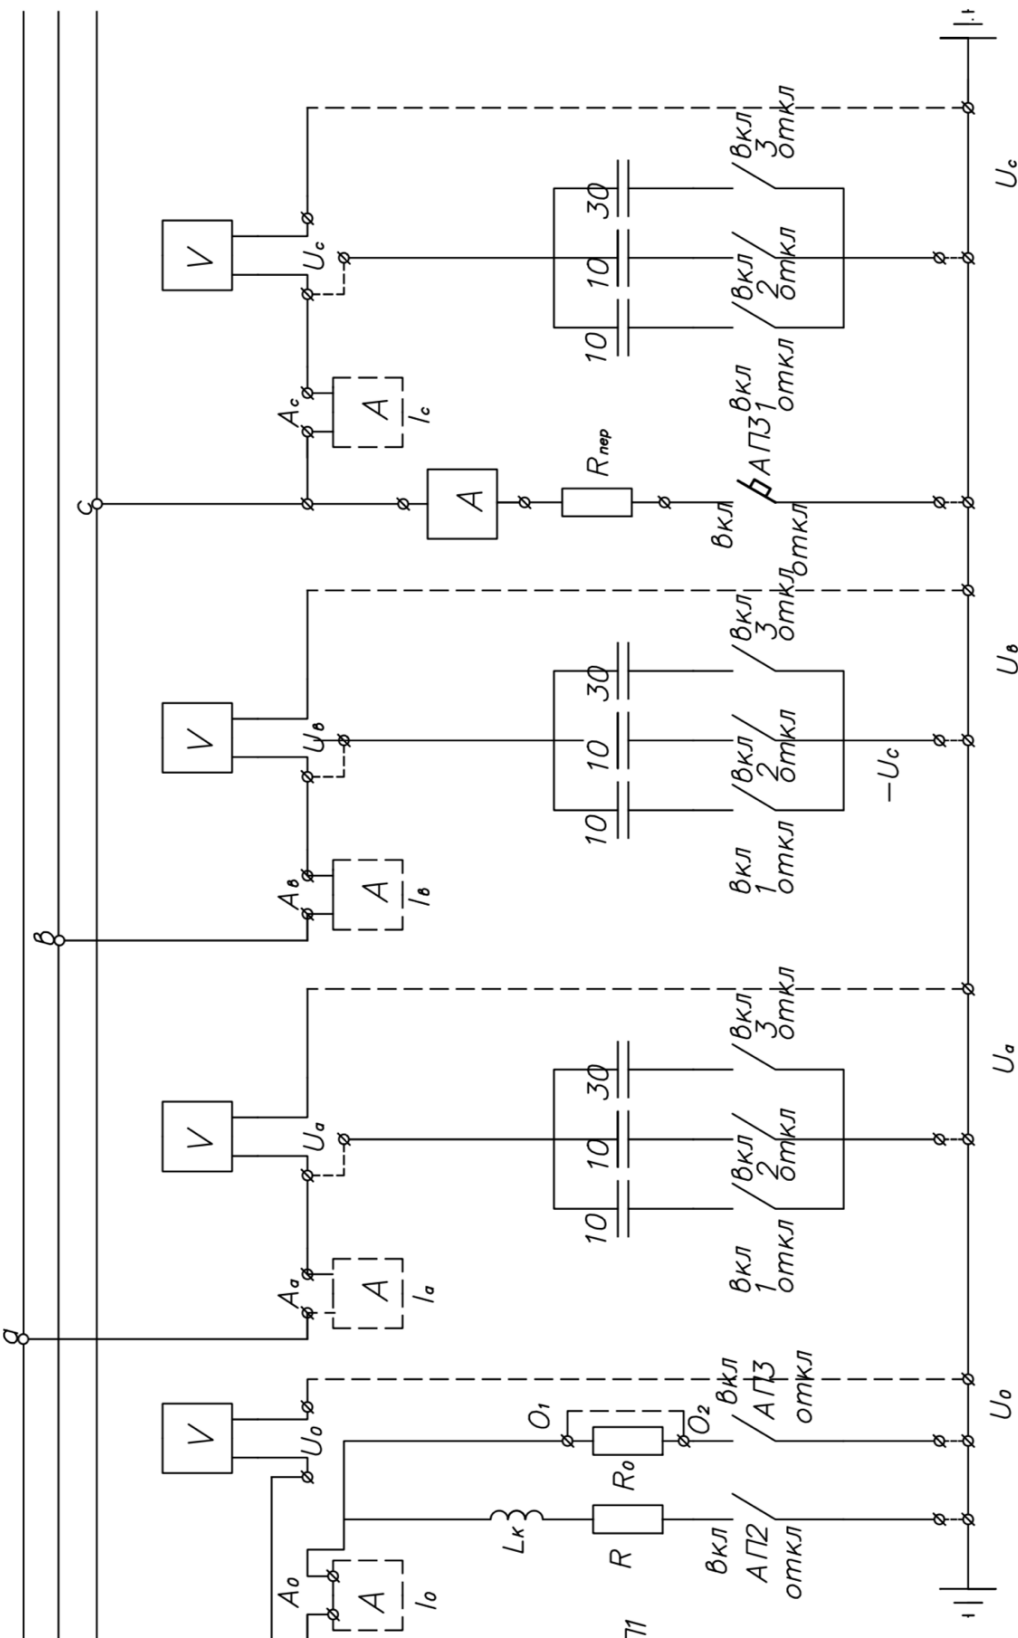 V
U₀
A₀
A
I₀
Lк
R
Вкл
АП2
откл
O₁
R₀
O₂
Вкл
АП3
откл
U₀
П1
a
V
Uₐ
Aₐ
A
Iₐ
10
10
30
Вкл
1
откл
Вкл
2
откл
Вкл
3
откл
Uₐ
в
V
Uв
Aв
A
Iв
10
10
30
Вкл
1
откл
Вкл
2
откл
Вкл
3
откл
−Uc
Uв
c
A
Rпер
Вкл
АП3
откл
V
Uc
Ac
A
Ic
10
10
30
Вкл
1
откл
Вкл
2
откл
Вкл
3
откл
Uc